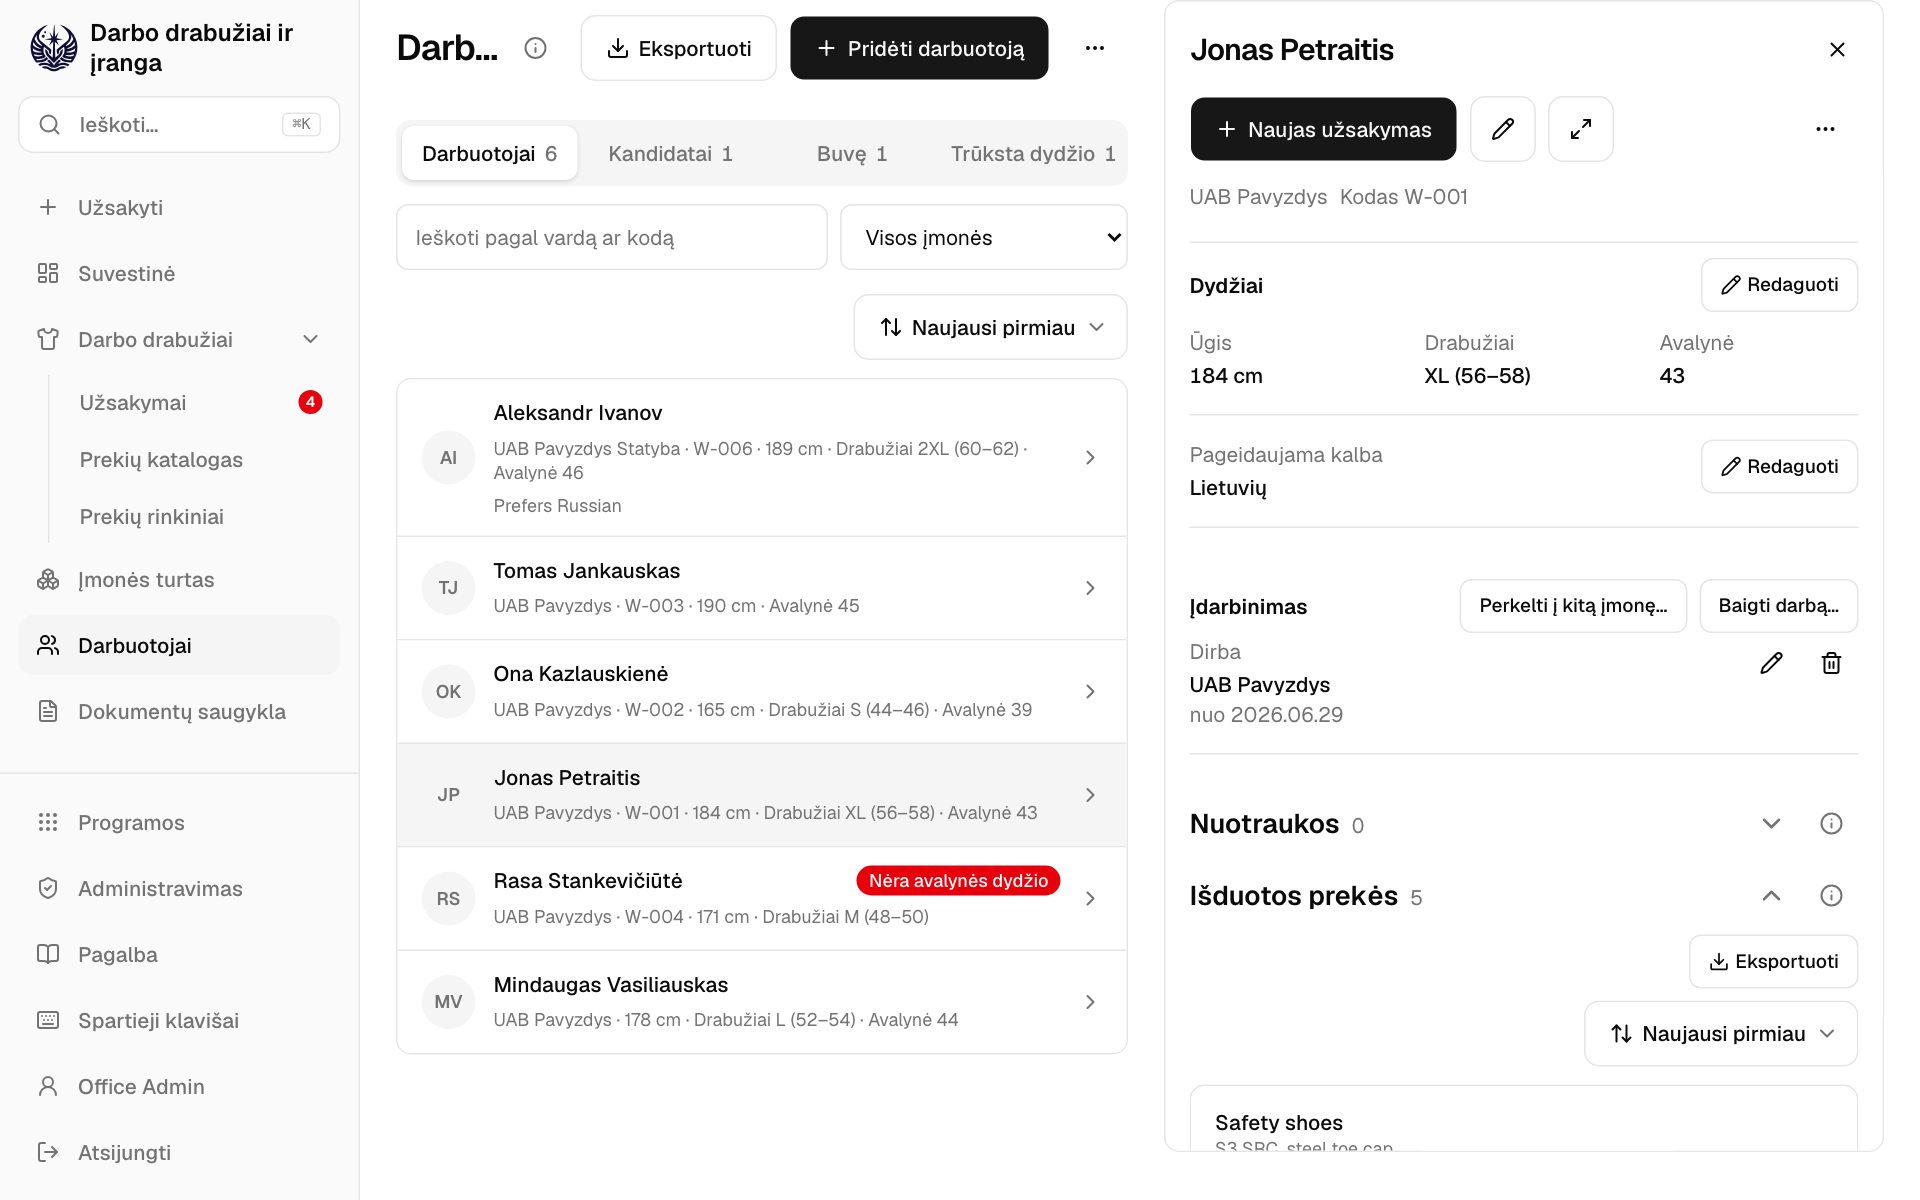 Darbo drabužiai ir
įranga
Ieškoti...
⌘K
Užsakyti
Suvestinė
Darbo drabužiai
Užsakymai
4
Prekių katalogas
Prekių rinkiniai
Įmonės turtas
Darbuotojai
Dokumentų saugykla
Programos
Administravimas
Pagalba
Spartieji klavišai
Office Admin
Atsijungti
Darb...
Eksportuoti
Pridėti darbuotoją
Darbuotojai 6
Kandidatai 1
Buvę 1
Trūksta dydžio 1
Ieškoti pagal vardą ar kodą
Visos įmonės
Naujausi pirmiau
AI
Aleksandr Ivanov
UAB Pavyzdys Statyba · W-006 · 189 cm · Drabužiai 2XL (60–62) ·
Avalynė 46
Prefers Russian
TJ
Tomas Jankauskas
UAB Pavyzdys · W-003 · 190 cm · Avalynė 45
OK
Ona Kazlauskienė
UAB Pavyzdys · W-002 · 165 cm · Drabužiai S (44–46) · Avalynė 39
JP
Jonas Petraitis
UAB Pavyzdys · W-001 · 184 cm · Drabužiai XL (56–58) · Avalynė 43
RS
Rasa Stankevičiūtė
Nėra avalynės dydžio
UAB Pavyzdys · W-004 · 171 cm · Drabužiai M (48–50)
MV
Mindaugas Vasiliauskas
UAB Pavyzdys · 178 cm · Drabužiai L (52–54) · Avalynė 44
Jonas Petraitis
Naujas užsakymas
UAB Pavyzdys Kodas W-001
Dydžiai
Redaguoti
Ūgis
Drabužiai
Avalynė
184 cm
XL (56–58)
43
Pageidaujama kalba
Lietuvių
Redaguoti
Įdarbinimas
Perkelti į kitą įmonę...
Baigti darbą...
Dirba
UAB Pavyzdys
nuo 2026.06.29
Nuotraukos 0
Išduotos prekės 5
Eksportuoti
Naujausi pirmiau
Safety shoes
S3 SRC, steel toe cap